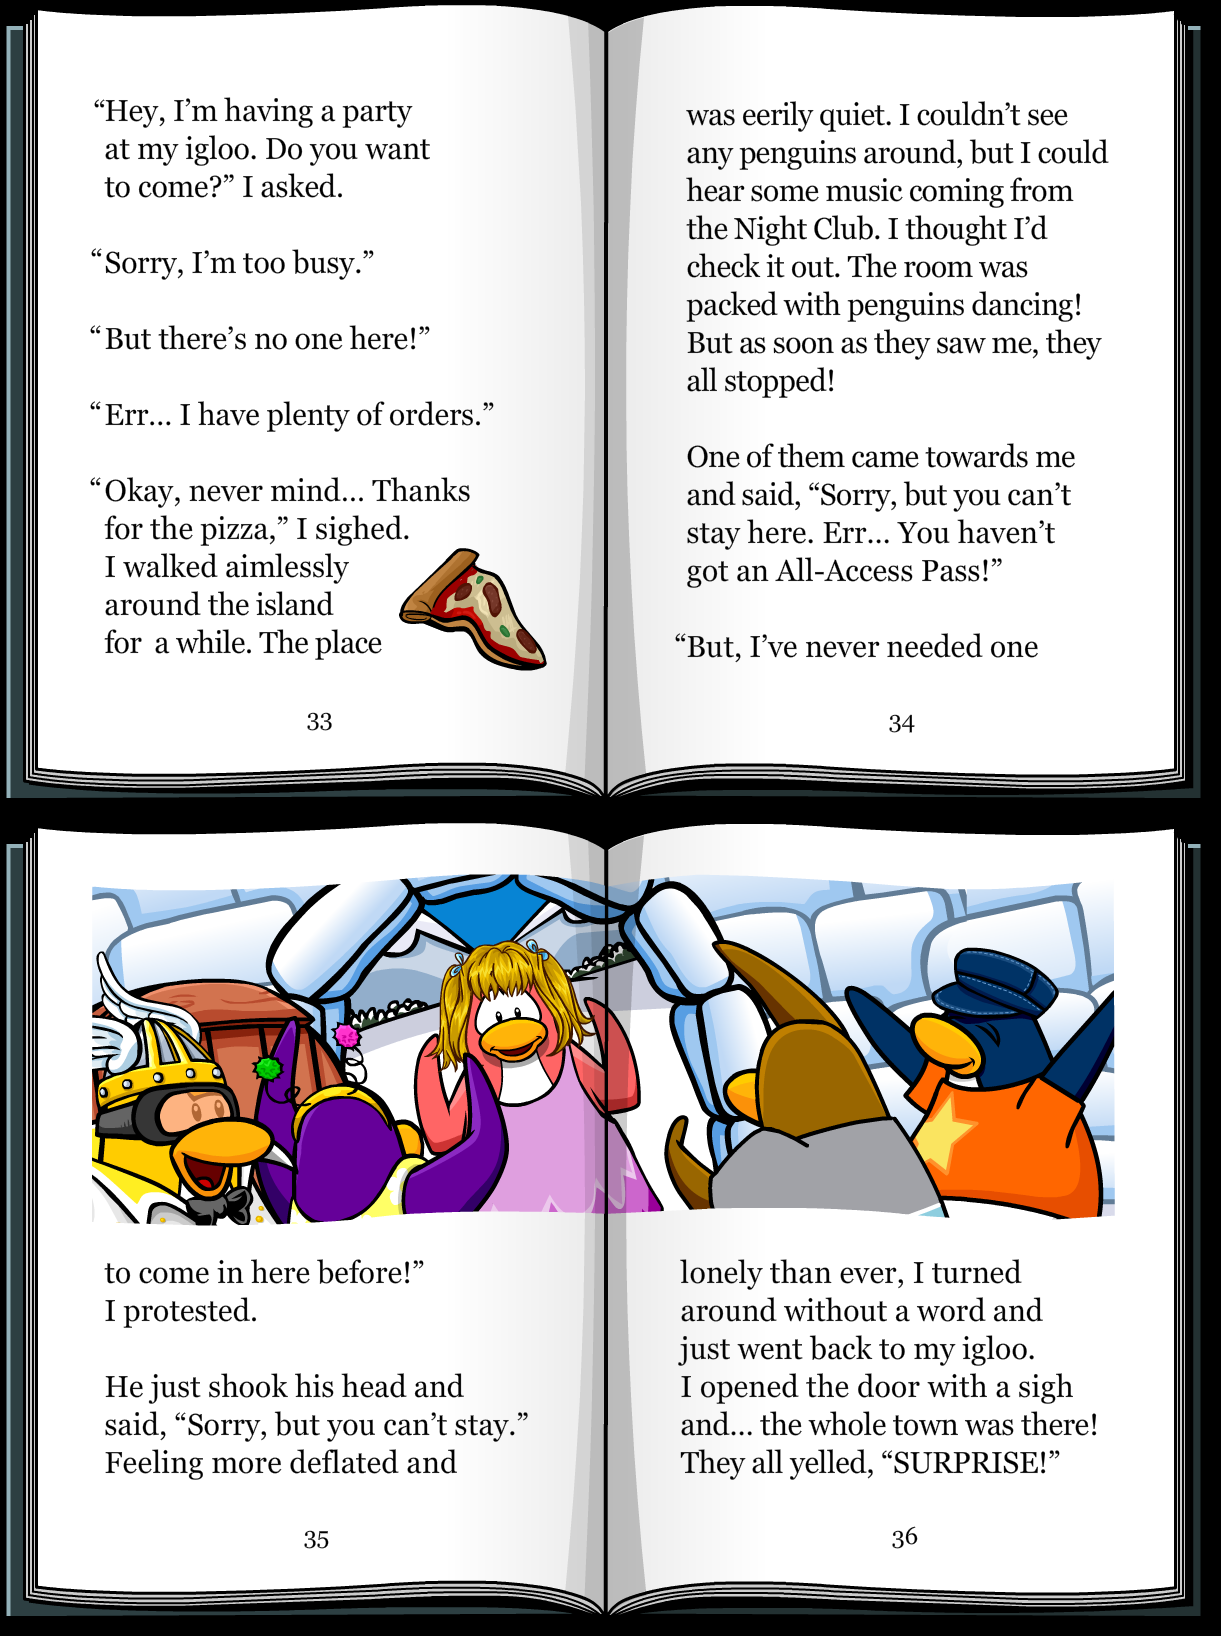 “Hey, I’m having a party
at my igloo. Do you want
to come?” I asked.
“Sorry, I’m too busy.”
“But there’s no one here!”
“Err... I have plenty of orders.”
“Okay, never mind... Thanks
for the pizza,” I sighed.
I walked aimlessly
around the island
for a while. The place
33
was eerily quiet. I couldn’t see
any penguins around, but I could
hear some music coming from
the Night Club. I thought I’d
check it out. The room was
packed with penguins dancing!
But as soon as they saw me, they
all stopped!
One of them came towards me
and said, “Sorry, but you can’t
stay here. Err... You haven’t
got an All-Access Pass!”
“But, I’ve never needed one
34
to come in here before!”
I protested.
He just shook his head and
said, “Sorry, but you can’t stay.”
Feeling more deflated and
35
lonely than ever, I turned
around without a word and
just went back to my igloo.
I opened the door with a sigh
and... the whole town was there!
They all yelled, “SURPRISE!”
36